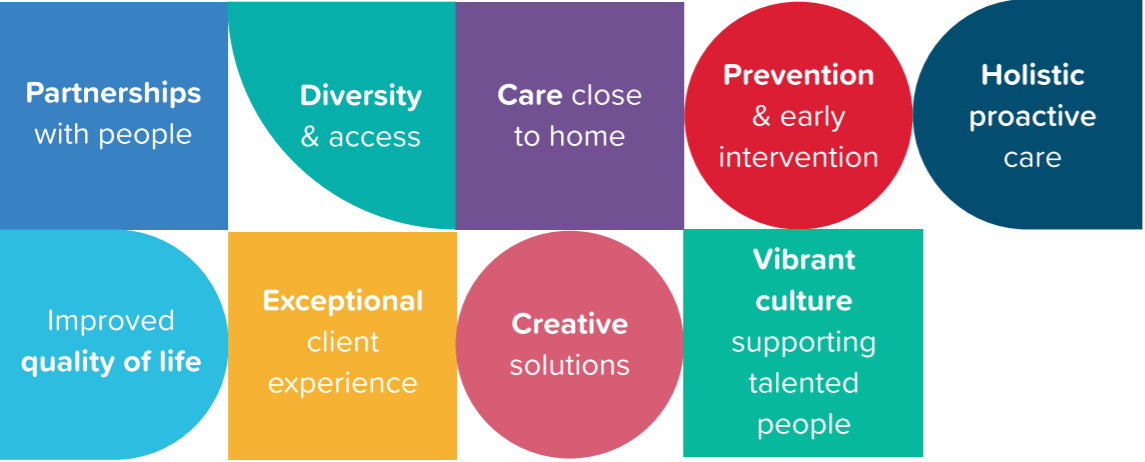 Partnerships
with people
Diversity
& access
Care close
to home
Prevention
& early
intervention
Holistic
proactive
care
Improved
quality of life
Exceptional
client
experience
Creative
solutions
Vibrant
culture
supporting
talented
people